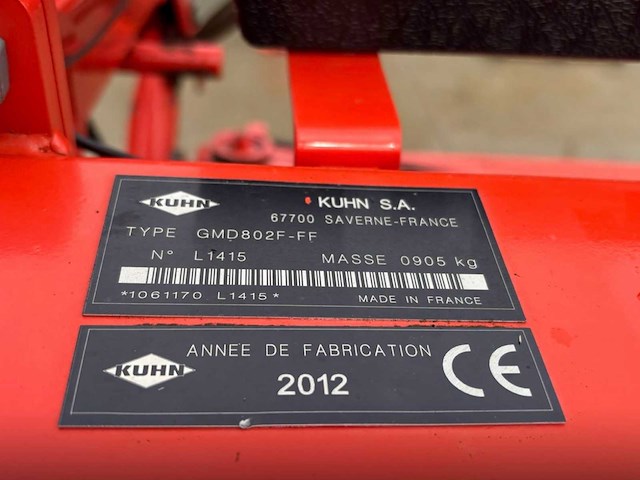 KUHN
KUHN S.A.
67700 SAVERNE-FRANCE
TYPE GMD802F-FF
N° L1415 MASSE 0905 kg
*1061170 L1415*
MADE IN FRANCE
KUHN
ANNEE DE FABRICATION
2012
CE